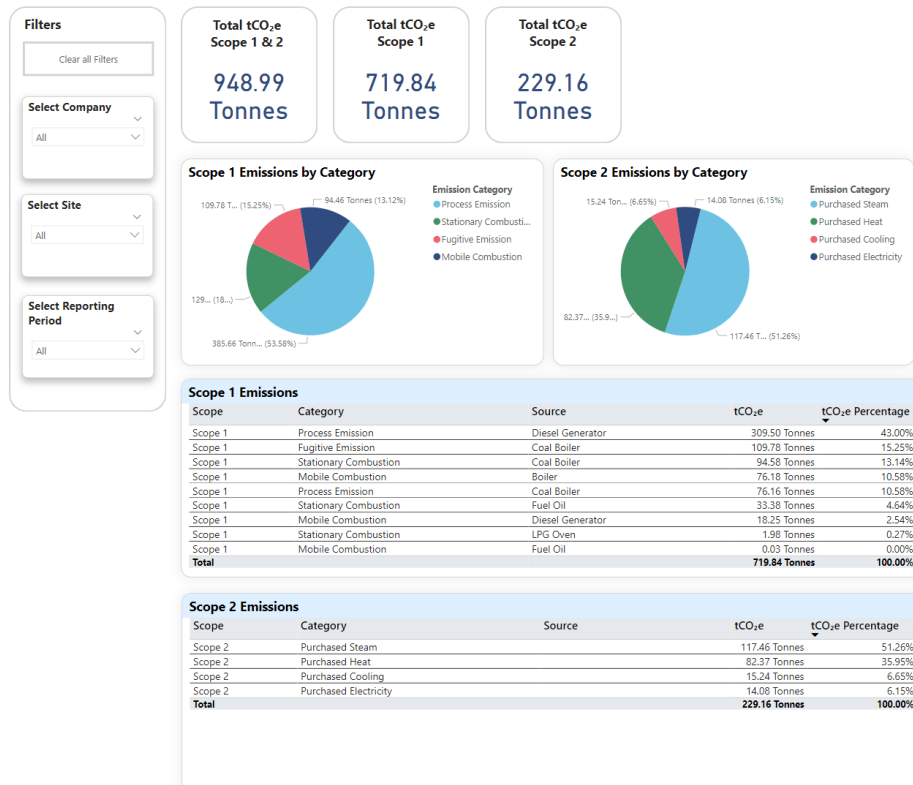 Filters
Clear all Filters
Select Company
All
Select Site
All
Select Reporting
Period
All
Total tCO₂e
Scope 1 & 2
948.99
Tonnes
Total tCO₂e
Scope 1
719.84
Tonnes
Total tCO₂e
Scope 2
229.16
Tonnes
Scope 1 Emissions by Category
109.78 T... (15.25%)
94.46 Tonnes (13.12%)
129... (18...)
385.66 Tonn... (53.58%)
Emission Category
Process Emission
Stationary Combusti...
Fugitive Emission
Mobile Combustion
Scope 2 Emissions by Category
15.24 Ton... (6.65%)
14.08 Tonnes (6.15%)
82.37... (35.9...)
117.46 T... (51.26%)
Emission Category
Purchased Steam
Purchased Heat
Purchased Cooling
Purchased Electricity
Scope 1 Emissions
Scope Category Source tCO₂e tCO₂e Percentage
Scope 1 Process Emission Diesel Generator 309.50 Tonnes 43.00%
Scope 1 Fugitive Emission Coal Boiler 109.78 Tonnes 15.25%
Scope 1 Stationary Combustion Coal Boiler 94.58 Tonnes 13.14%
Scope 1 Mobile Combustion Boiler 76.18 Tonnes 10.58%
Scope 1 Process Emission Coal Boiler 76.16 Tonnes 10.58%
Scope 1 Stationary Combustion Fuel Oil 33.38 Tonnes 4.64%
Scope 1 Mobile Combustion Diesel Generator 18.25 Tonnes 2.54%
Scope 1 Stationary Combustion LPG Oven 1.98 Tonnes 0.27%
Scope 1 Mobile Combustion Fuel Oil 0.03 Tonnes 0.00%
Total 719.84 Tonnes 100.00%
Scope 2 Emissions
Scope Category Source tCO₂e tCO₂e Percentage
Scope 2 Purchased Steam 117.46 Tonnes 51.26%
Scope 2 Purchased Heat 82.37 Tonnes 35.95%
Scope 2 Purchased Cooling 15.24 Tonnes 6.65%
Scope 2 Purchased Electricity 14.08 Tonnes 6.15%
Total 229.16 Tonnes 100.00%